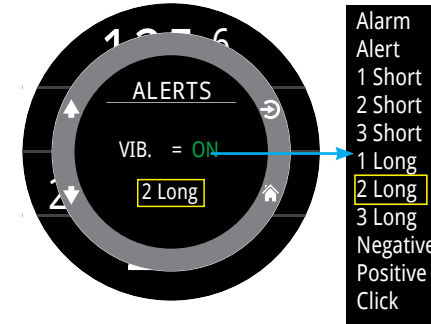 ALERTS
VIB. = ON
2 Long
Alarm
Alert
1 Short
2 Short
3 Short
1 Long
2 Long
3 Long
Negative
Positive
Click